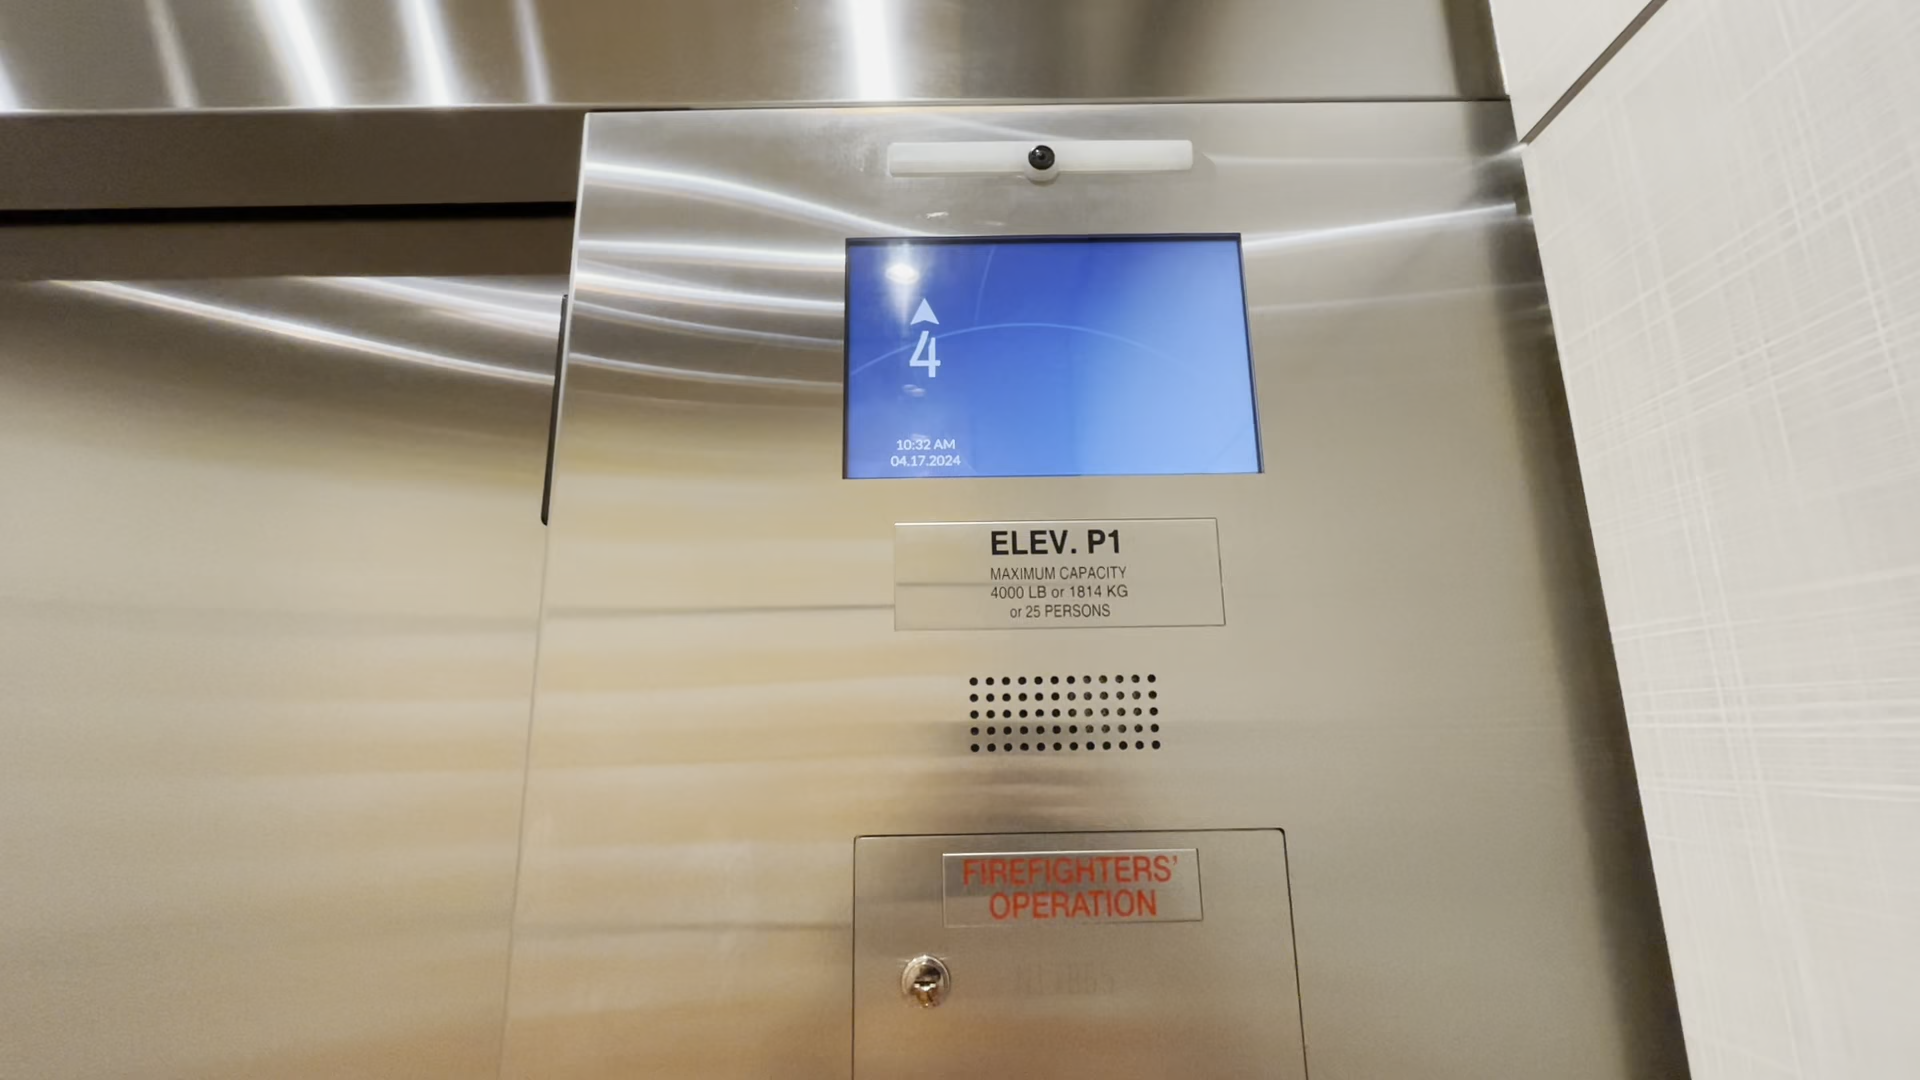 4
10:32 AM
04.17.2024
ELEV. P1
MAXIMUM CAPACITY
4000 LB or 1814 KG
or 25 PERSONS
FIREFIGHTERS'
OPERATION